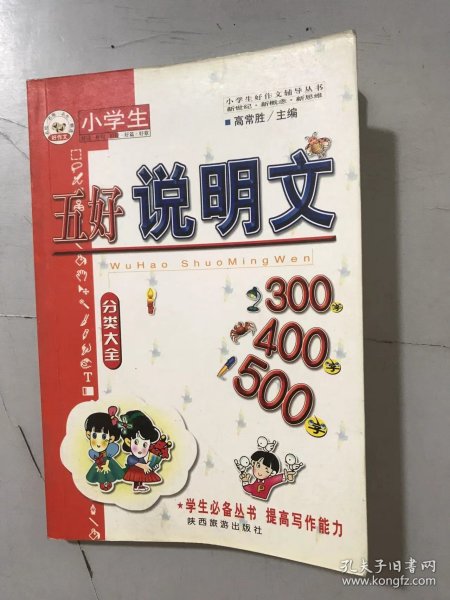 小学生好作文辅导丛书
新世纪·新概念·新思维
高常胜/主编
小学生
五好
说明文
WuHao ShuoMingWen
分类大全
300字
400字
500字
T
★学生必备丛书 提高写作能力
陕西旅游出版社
孔夫子旧书网
www.kongfz.com